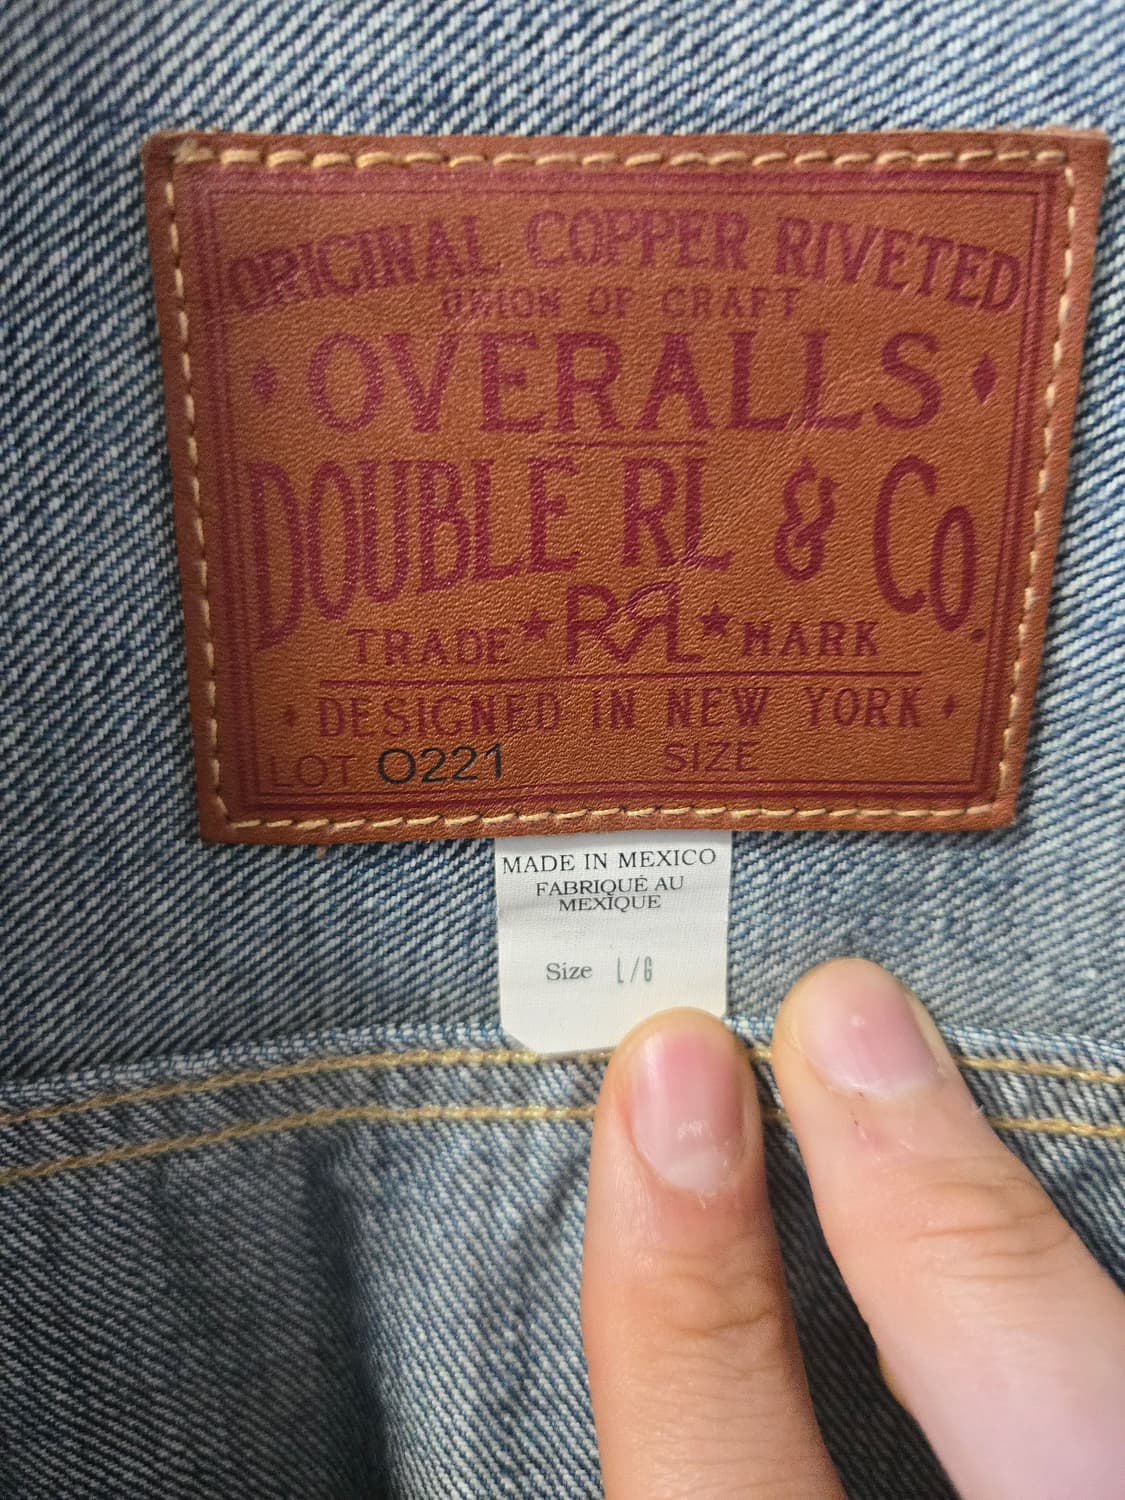 ORIGINAL COPPER RIVETED
UNION OF CRAFT
OVERALLS
DOUBLE RL & Co.
TRADE ★ RRL ★ MARK
DESIGNED IN NEW YORK
LOT 0221 SIZE
MADE IN MEXICO
FABRIQUÉ AU
MEXIQUE
Size L/G